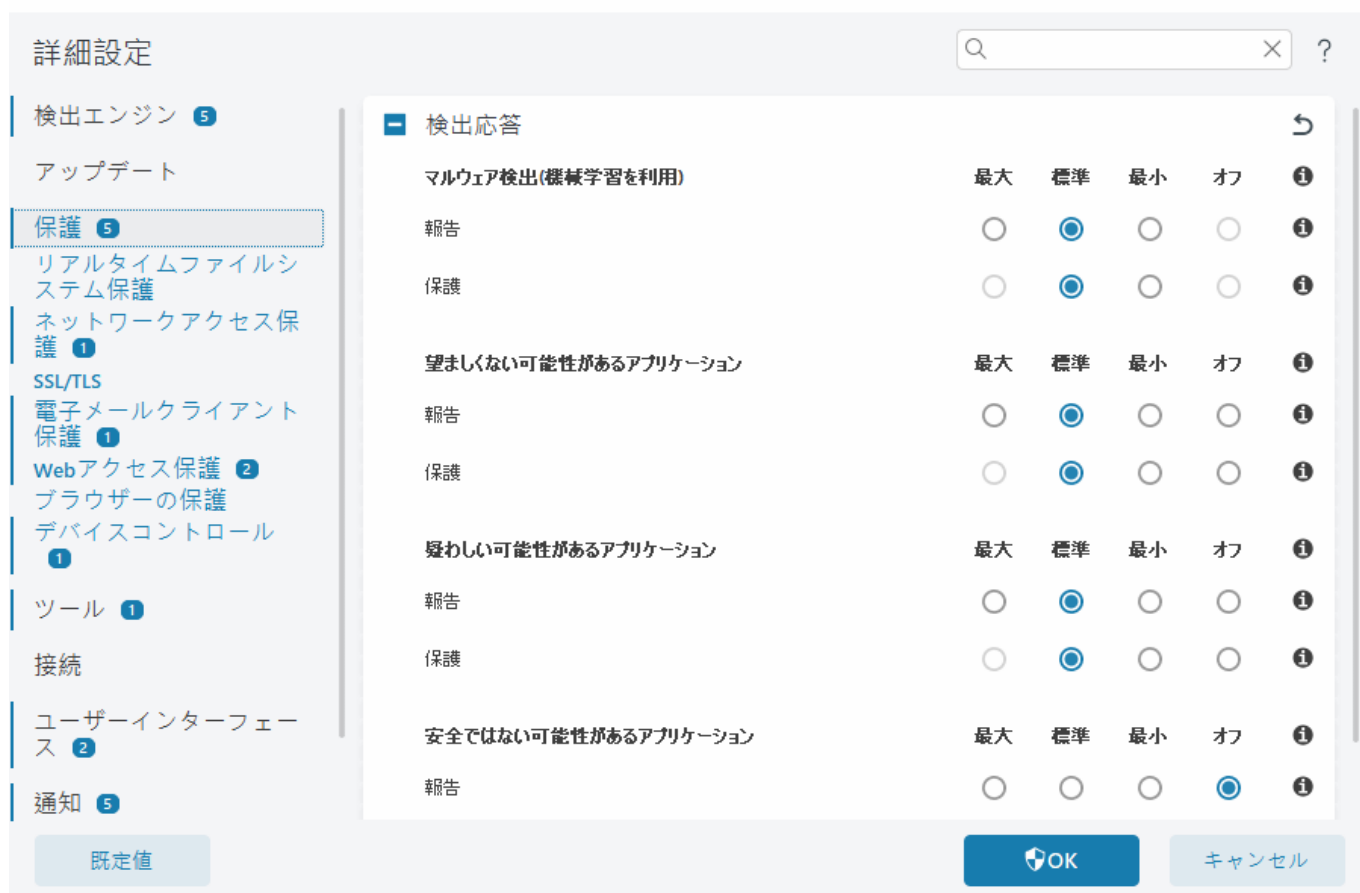 詳細設定
?
検出エンジン 5
アップデート
保護 5
リアルタイムファイルシ
ステム保護
ネットワークアクセス保
護 1
SSL/TLS
電子メールクライアント
保護 1
Webアクセス保護 2
ブラウザーの保護
デバイスコントロール
1
ツール 1
接続
ユーザーインターフェー
ス 2
通知 5
検出応答
マルウェア検出(機械学習を利用) 最大 標準 最小 オフ
報告
保護
望ましくない可能性があるアプリケーション 最大 標準 最小 オフ
報告
保護
疑わしい可能性があるアプリケーション 最大 標準 最小 オフ
報告
保護
安全ではない可能性があるアプリケーション 最大 標準 最小 オフ
報告
既定値
OK
キャンセル